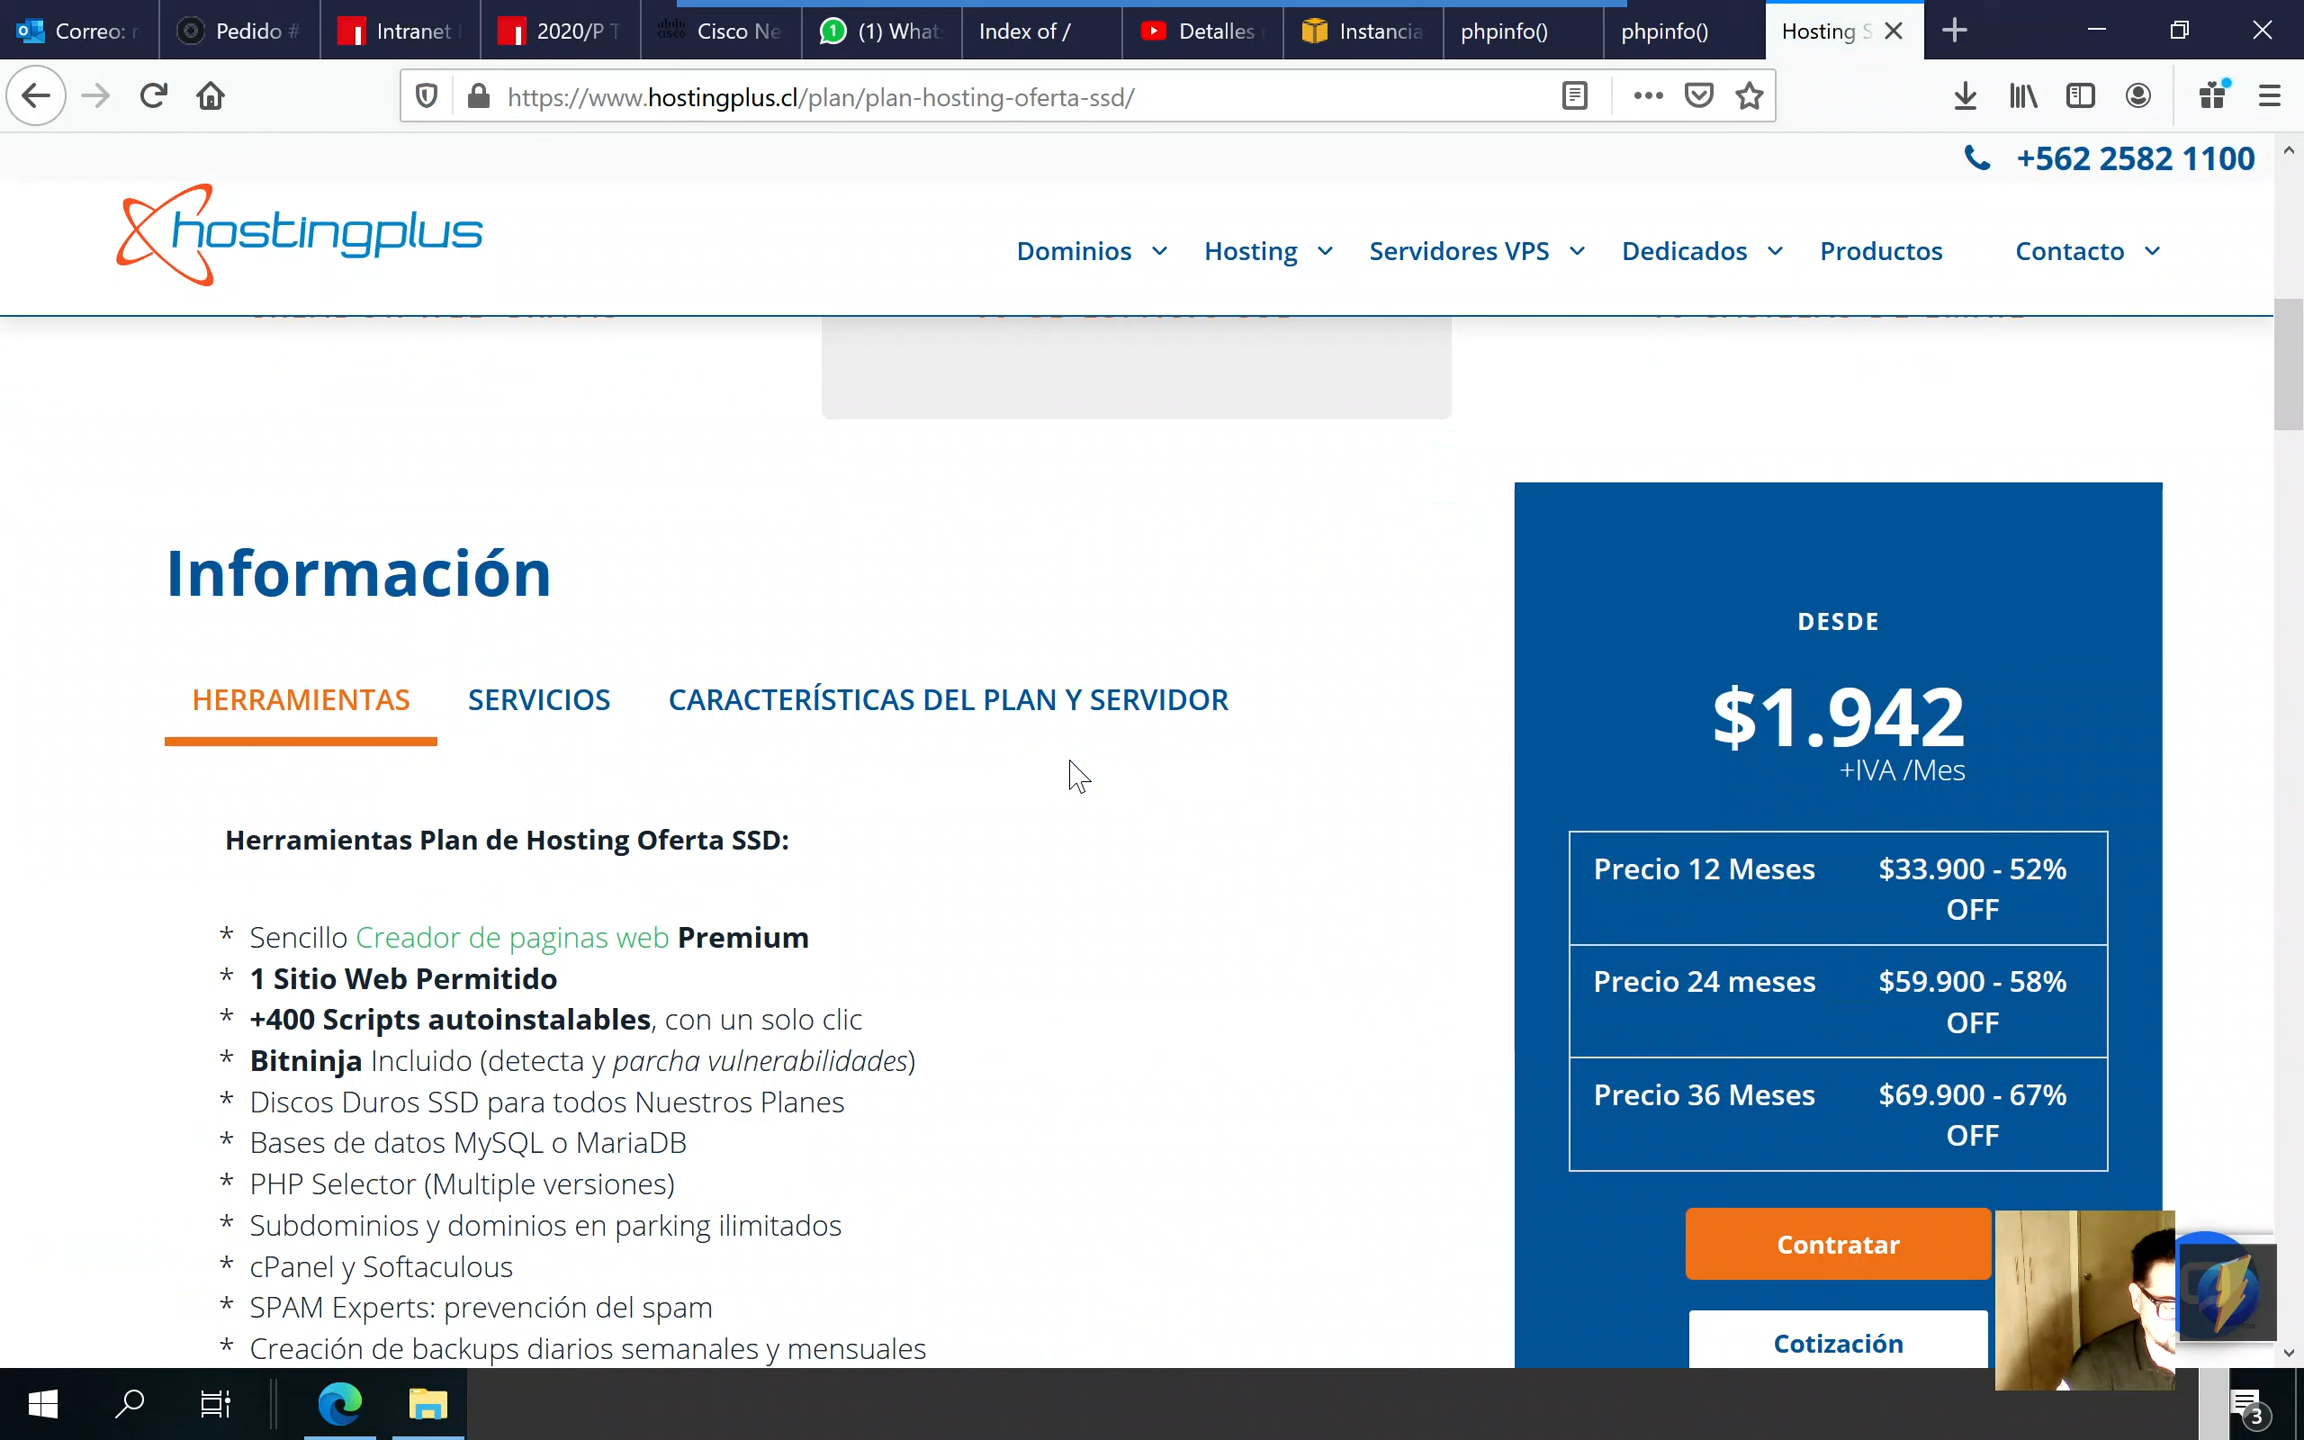 Correo:
Pedido #
Intranet
2020/P T
Cisco Ne
(1) What
Index of /
Detalles
Instancia
phpinfo()
phpinfo()
Hosting S
https://www.hostingplus.cl/plan/plan-hosting-oferta-ssd/
+562 2582 1100
hostingplus
Dominios
Hosting
Servidores VPS
Dedicados
Productos
Contacto
Información
HERRAMIENTAS
SERVICIOS
CARACTERÍSTICAS DEL PLAN Y SERVIDOR
Herramientas Plan de Hosting Oferta SSD:
* Sencillo Creador de paginas web Premium
* 1 Sitio Web Permitido
* +400 Scripts autoinstalables, con un solo clic
* Bitninja Incluido (detecta y parcha vulnerabilidades)
* Discos Duros SSD para todos Nuestros Planes
* Bases de datos MySQL o MariaDB
* PHP Selector (Multiple versiones)
* Subdominios y dominios en parking ilimitados
* cPanel y Softaculous
* SPAM Experts: prevención del spam
* Creación de backups diarios semanales y mensuales
DESDE
$1.942
+IVA /Mes
Precio 12 Meses
$33.900 - 52%
OFF
Precio 24 meses
$59.900 - 58%
OFF
Precio 36 Meses
$69.900 - 67%
OFF
Contratar
Cotización
3